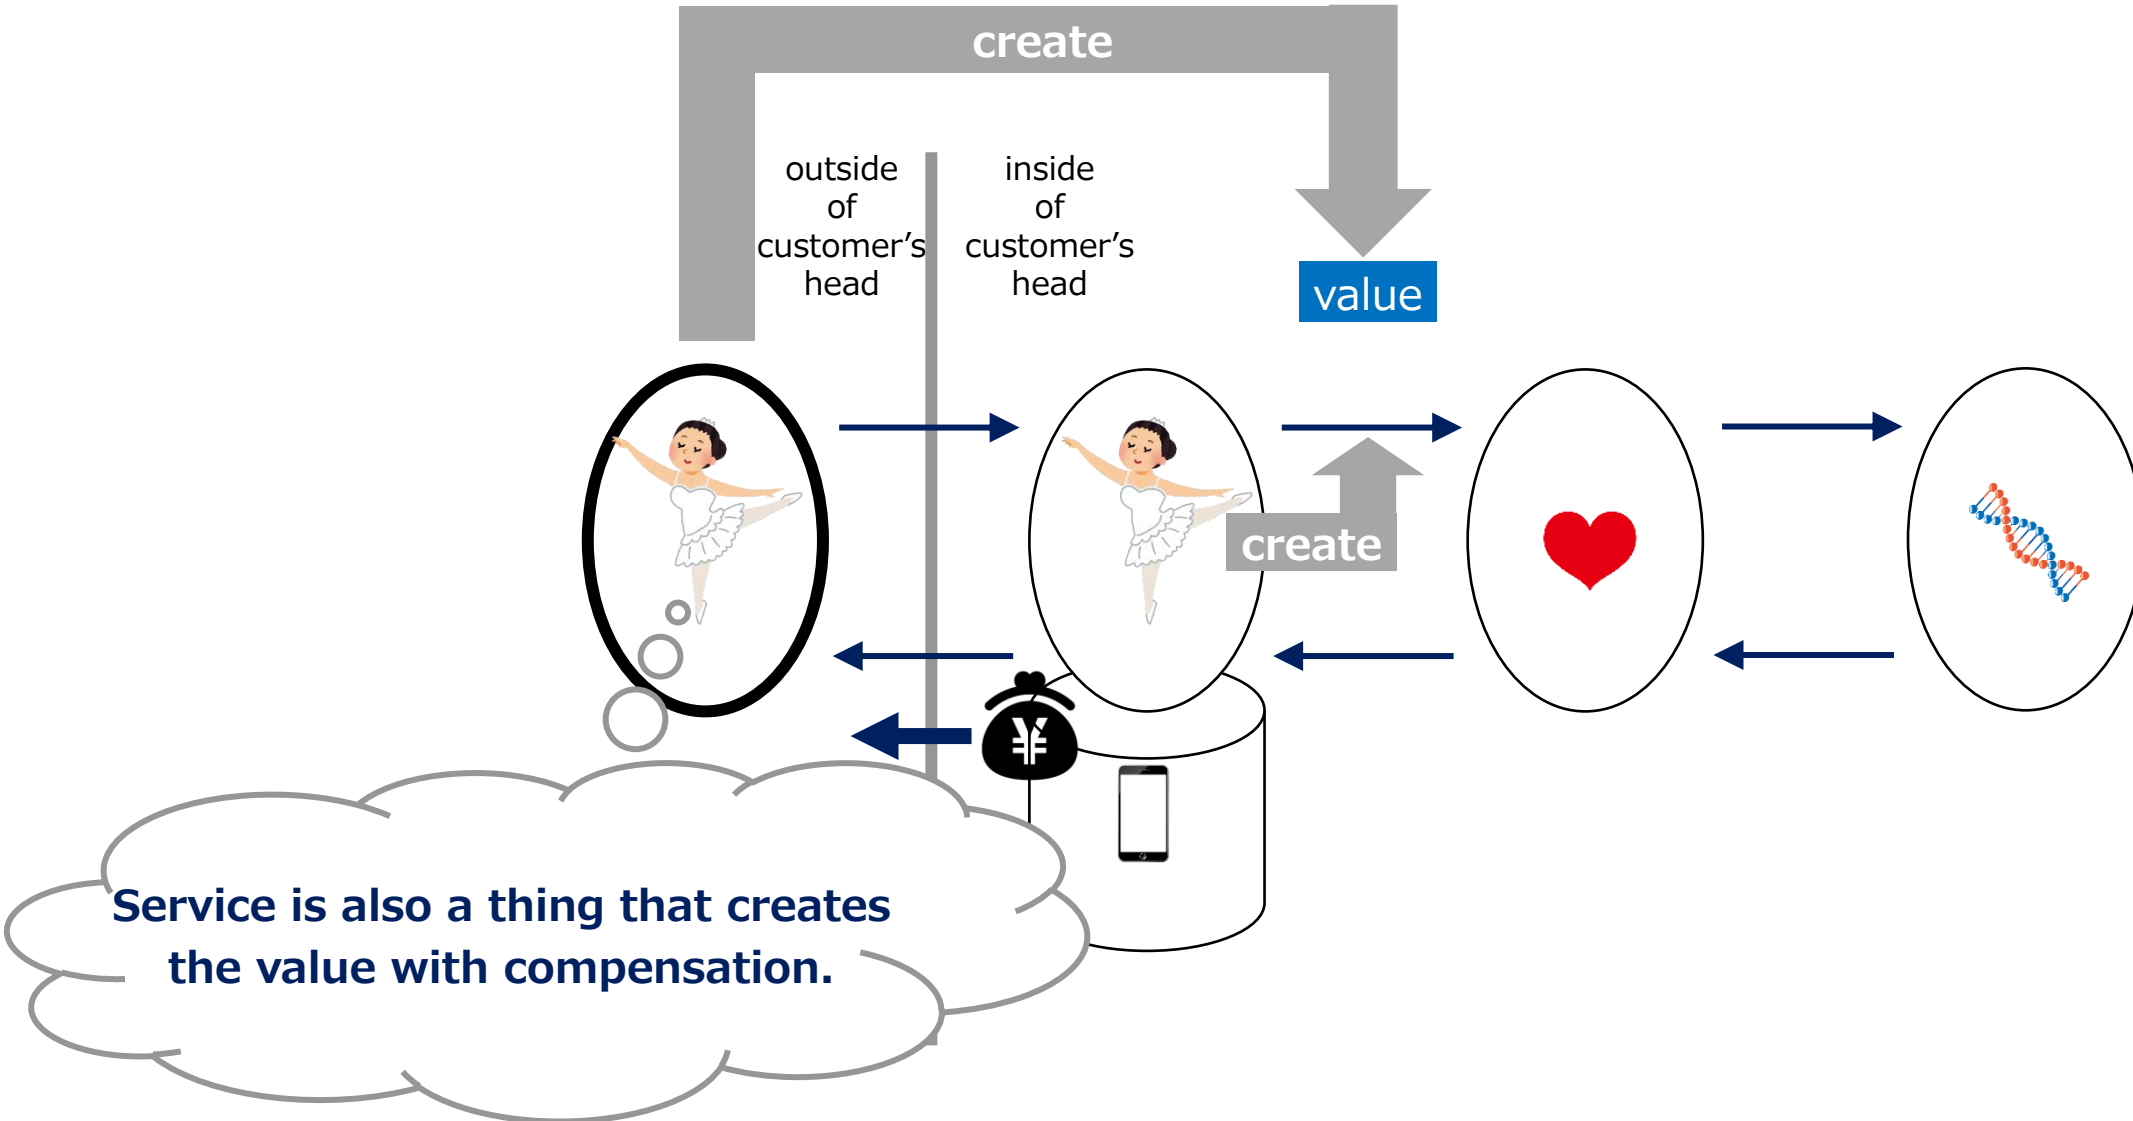 create
outside
of
customer’s
head
inside
of
customer’s
head
value
create
¥
Service is also a thing that creates
the value with compensation.